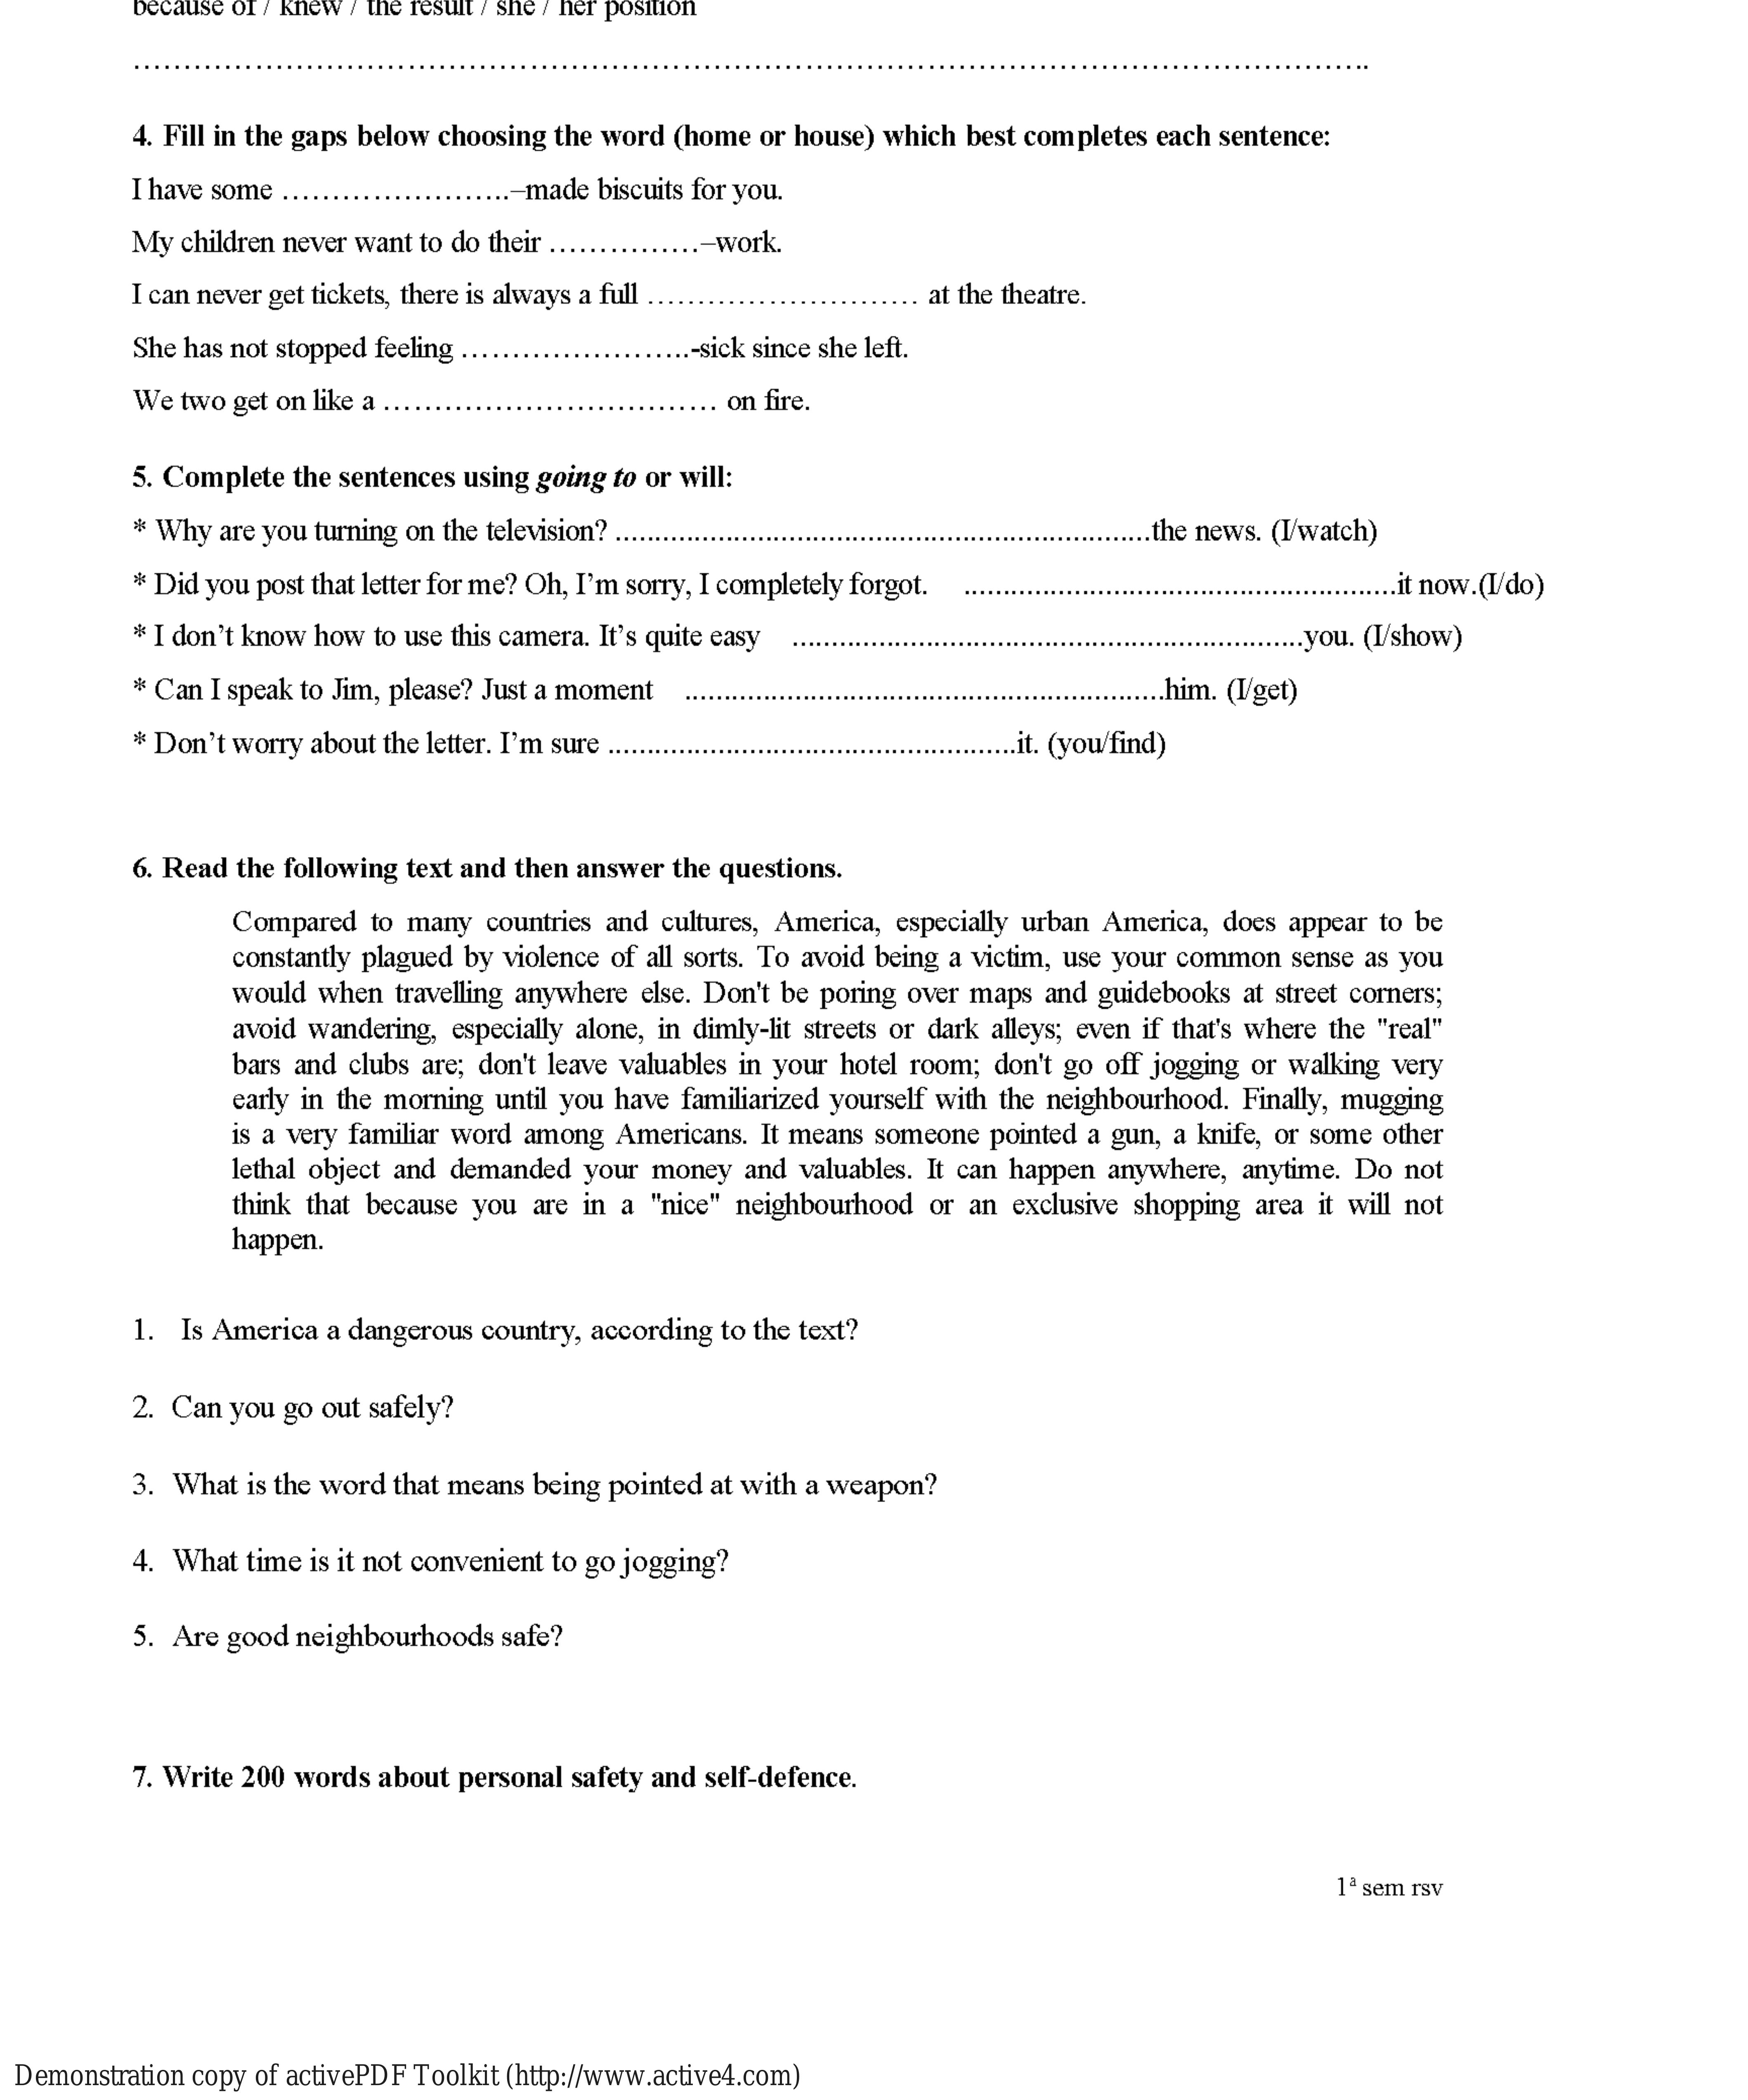 because of / knew / the result / she / her position
……………………………………………………………………………………………………………..
4. Fill in the gaps below choosing the word (home or house) which best completes each sentence:
I have some …………………..–made biscuits for you.
My children never want to do their ……………–work.
I can never get tickets, there is always a full ……………………… at the theatre.
She has not stopped feeling …………………..-sick since she left.
We two get on like a …………………………… on fire.
5. Complete the sentences using going to or will:
* Why are you turning on the television? ....................................................................the news. (I/watch)
* Did you post that letter for me? Oh, I’m sorry, I completely forgot. .......................................................it now.(I/do)
* I don’t know how to use this camera. It’s quite easy .................................................................you. (I/show)
* Can I speak to Jim, please? Just a moment .............................................................him. (I/get)
* Don’t worry about the letter. I’m sure ....................................................it. (you/find)
6. Read the following text and then answer the questions.
Compared to many countries and cultures, America, especially urban America, does appear to be
constantly plagued by violence of all sorts. To avoid being a victim, use your common sense as you
would when travelling anywhere else. Don't be poring over maps and guidebooks at street corners;
avoid wandering, especially alone, in dimly-lit streets or dark alleys; even if that's where the "real"
bars and clubs are; don't leave valuables in your hotel room; don't go off jogging or walking very
early in the morning until you have familiarized yourself with the neighbourhood. Finally, mugging
is a very familiar word among Americans. It means someone pointed a gun, a knife, or some other
lethal object and demanded your money and valuables. It can happen anywhere, anytime. Do not
think that because you are in a "nice" neighbourhood or an exclusive shopping area it will not
happen.
1. Is America a dangerous country, according to the text?
2. Can you go out safely?
3. What is the word that means being pointed at with a weapon?
4. What time is it not convenient to go jogging?
5. Are good neighbourhoods safe?
7. Write 200 words about personal safety and self-defence.
1ª sem rsv
Demonstration copy of activePDF Toolkit (http://www.active4.com)